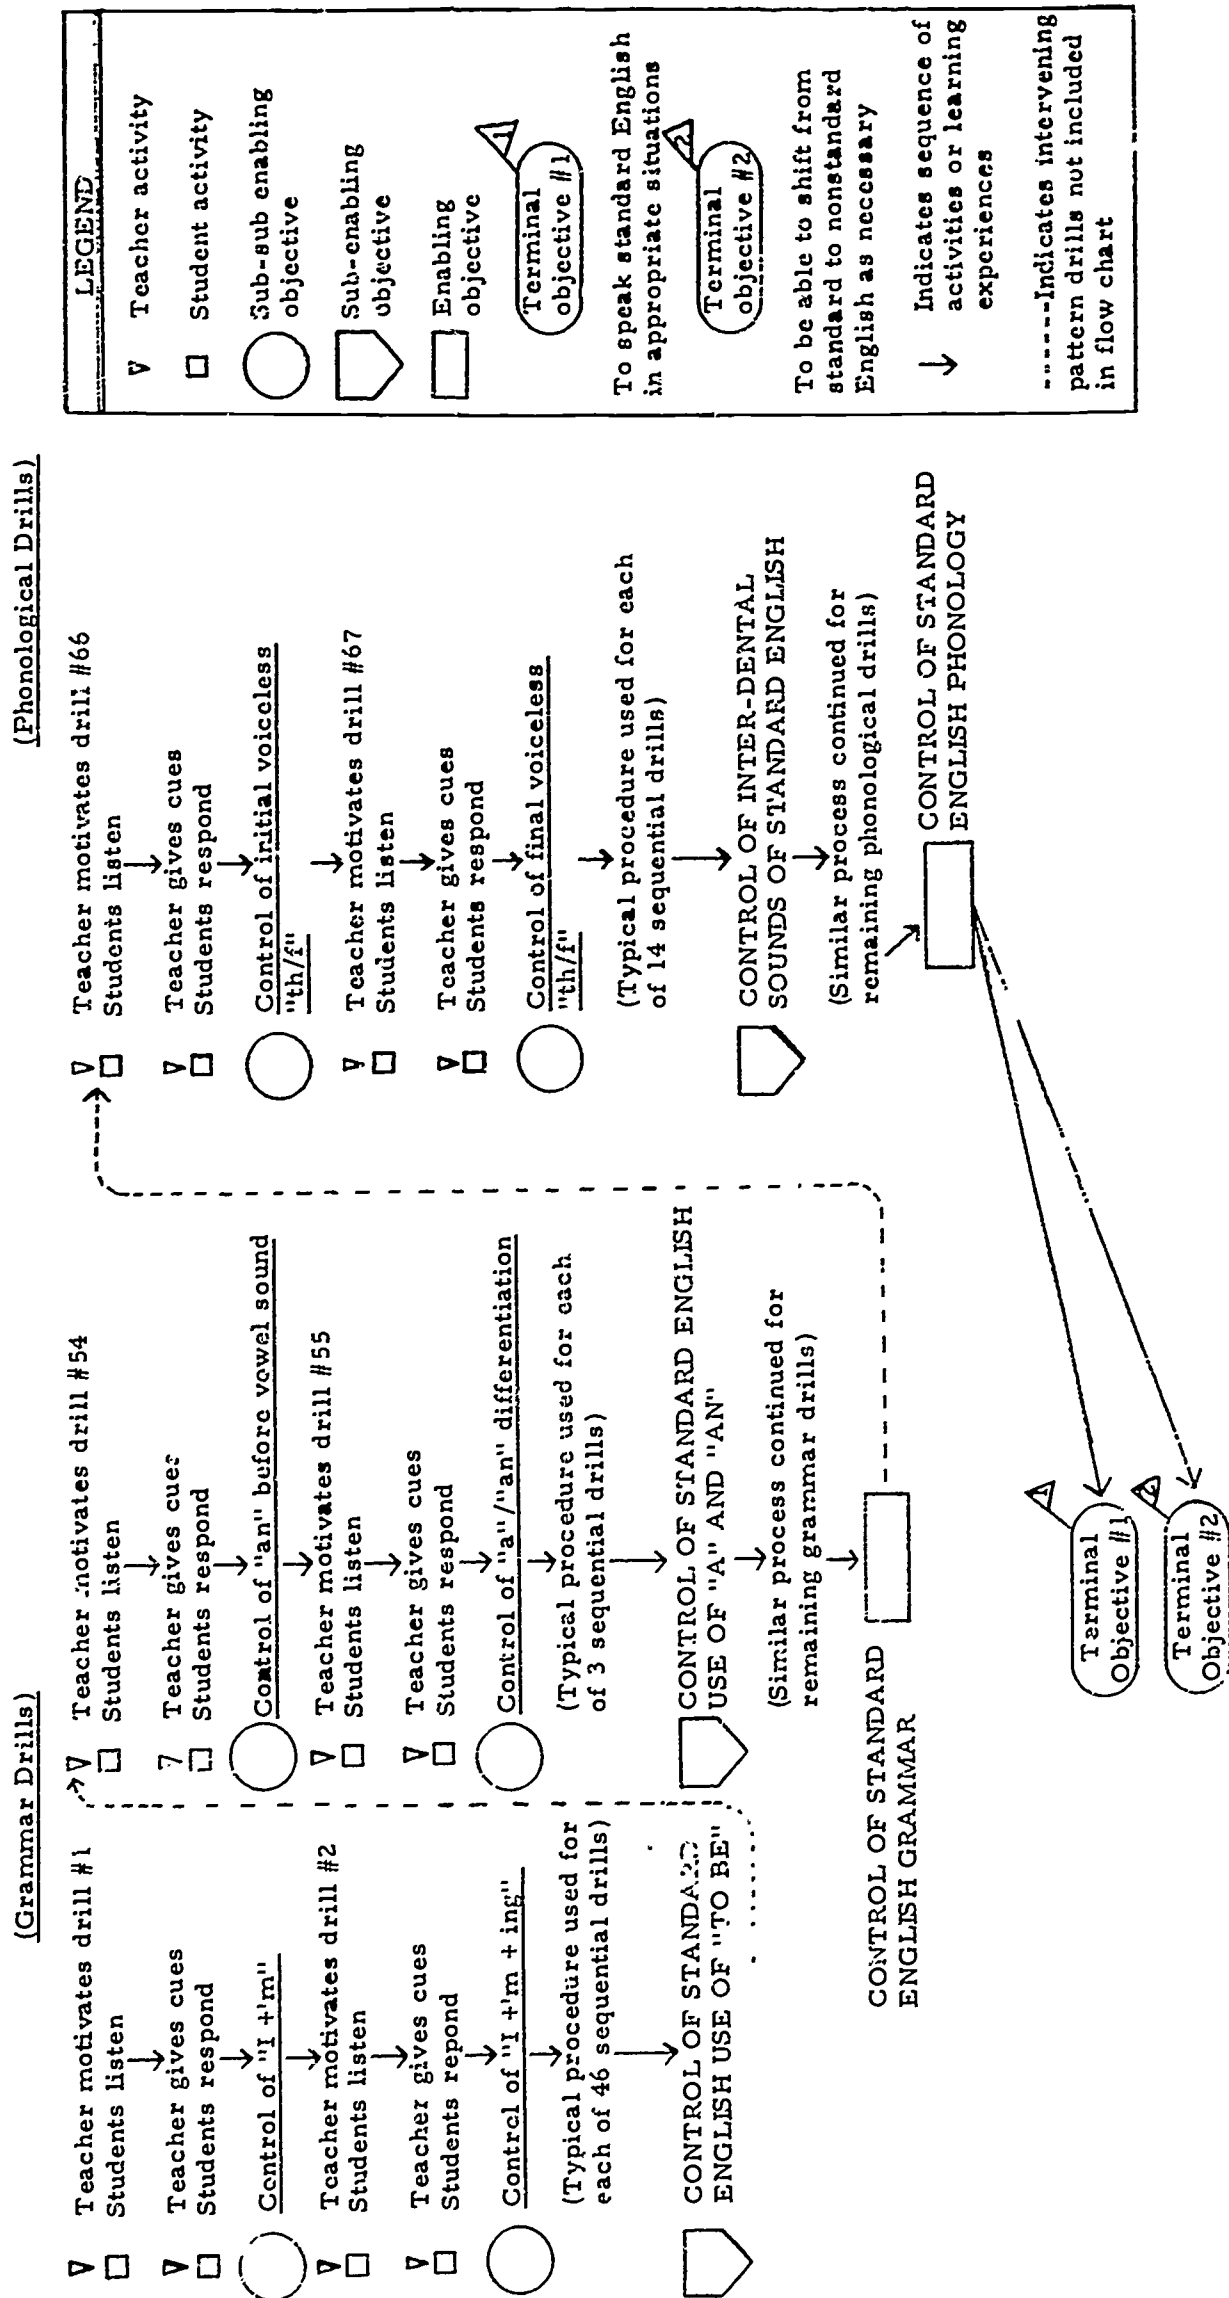 (Grammar Drills)
Teacher motivates drill #1
Students listen
Teacher gives cues
Students respond
Control of "I +'m"
Teacher motivates drill #2
Students listen
Teacher gives cues
Students repond
Control of "I +'m + ing"
(Typical procedure used for
each of 46 sequential drills)
CONTROL OF STANDARD
ENGLISH USE OF "TO BE"
Teacher motivates drill #54
Students listen
Teacher gives cues
Students respond
Control of "an" before vowel sound
Teacher motivates drill #55
Students listen
Teacher gives cues
Students respond
Control of "a"/"an" differentiation
(Typical procedure used for each
of 3 sequential drills)
CONTROL OF STANDARD ENGLISH
USE OF "A" AND "AN"
(Similar process continued for
remaining grammar drills)
CONTROL OF STANDARD
ENGLISH GRAMMAR
(Phonological Drills)
Teacher motivates drill #66
Students listen
Teacher gives cues
Students respond
Control of initial voiceless
"th/f"
Teacher motivates drill #67
Students listen
Teacher gives cues
Students respond
Control of final voiceless
"th/f"
(Typical procedure used for each
of 14 sequential drills)
CONTROL OF INTER-DENTAL
SOUNDS OF STANDARD ENGLISH
(Similar process continued for
remaining phonological drills)
CONTROL OF STANDARD
ENGLISH PHONOLOGY
1
Terminal
Objective #1
2
Terminal
Objective #2
LEGEND
Teacher activity
Student activity
Sub-sub enabling
objective
Sub-enabling
objective
Enabling
objective
1
Terminal
objective #1
To speak standard English
in appropriate situations
2
Terminal
objective #2
To be able to shift from
standard to nonstandard
English as necessary
Indicates sequence of
activities or learning
experiences
------Indicates intervening
pattern drills not included
in flow chart